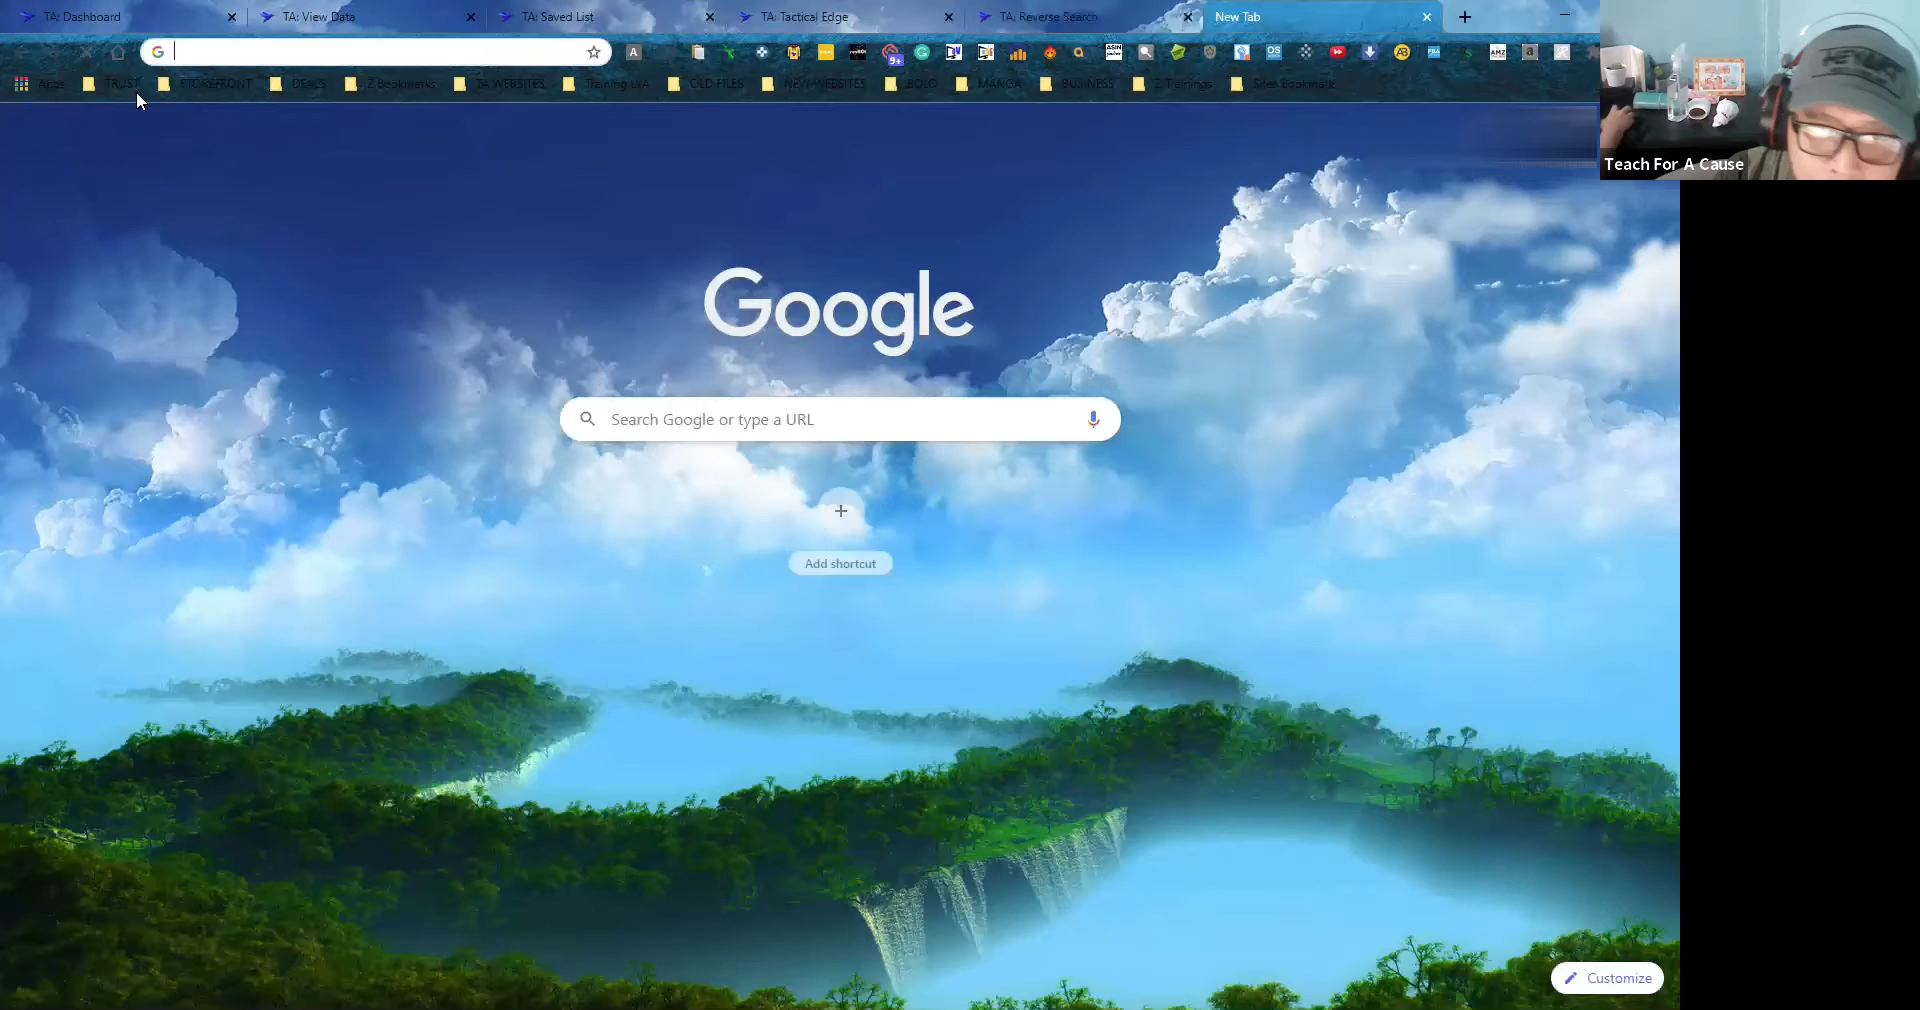 TA: Dashboard
TA: View Data
TA: Saved List
TA: Tactical Edge
TA: Reverse Search
New Tab
Apps
TRUST
STOREFRONT
DEALS
Z Bookmarks
TA WEBSITES
Training LVA
OLD FILES
NEW WEBSITES
BOLO
MANGA
BUSINESS
Z Trainings
Sites Bookmark
9+
Teach For A Cause
Google
Search Google or type a URL
Add shortcut
Customize